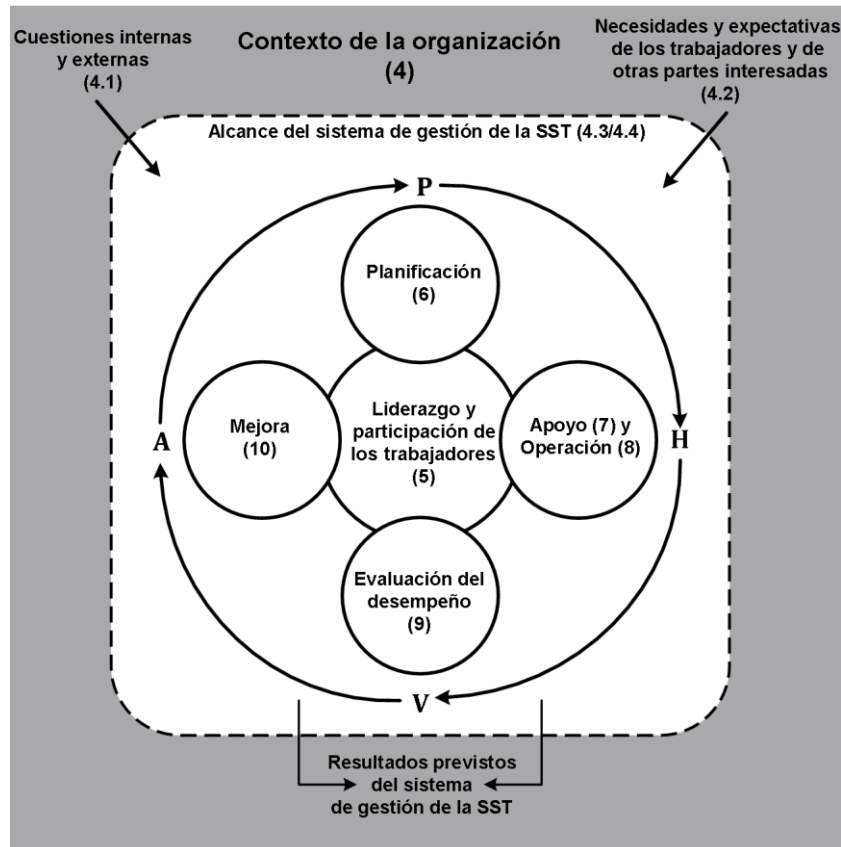 Cuestiones internas
y externas
(4.1)
Contexto de la organización
(4)
Necesidades y expectativas
de los trabajadores y de
otras partes interesadas
(4.2)
Alcance del sistema de gestión de la SST (4.3/4.4)
P
Planificación
(6)
A
Mejora
(10)
Liderazgo y
participación de
los trabajadores
(5)
Apoyo (7) y
Operación (8)
H
Evaluación del
desempeño
(9)
V
Resultados previstos
del sistema
de gestión de la SST